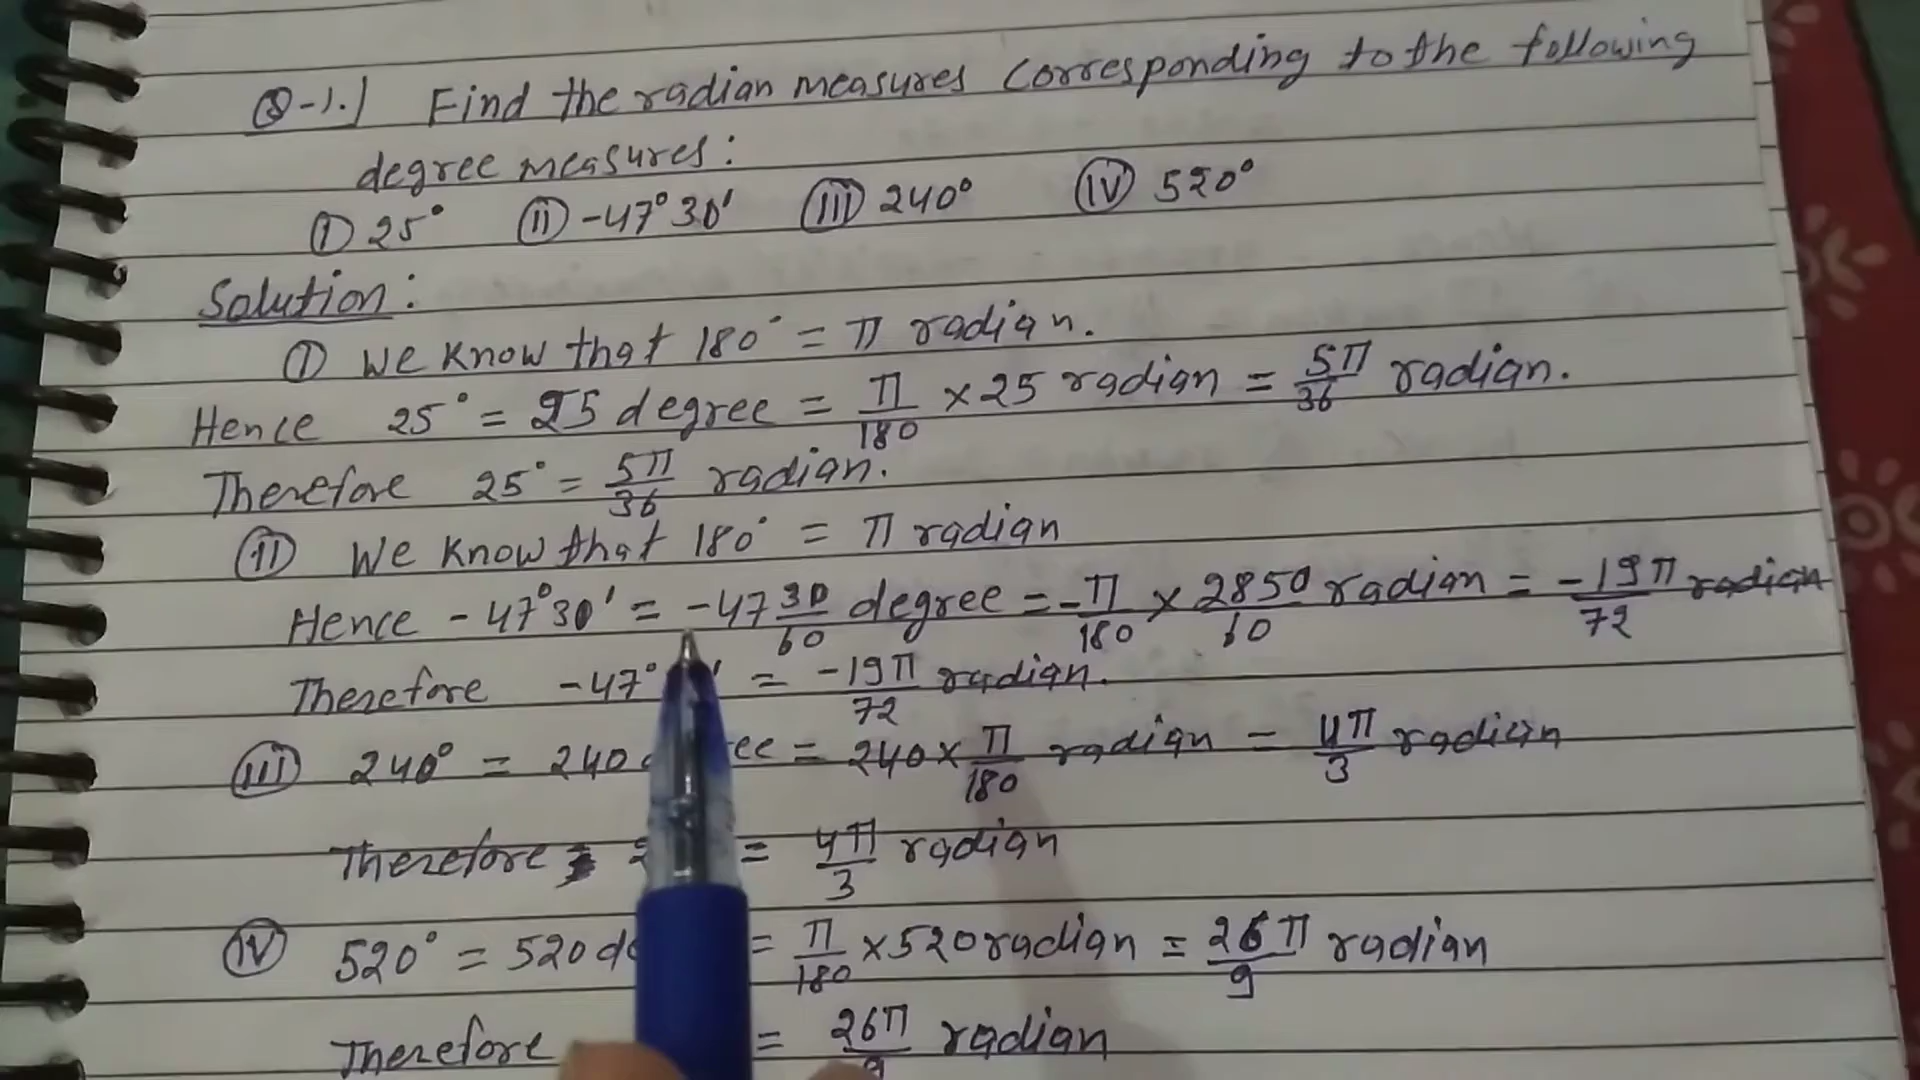 Q-1.) Find the radian measures corresponding to the following
degree measures:
(i) 25° (ii) -47°30' (iii) 240° (iv) 520°
Solution:
(i) We know that 180° = π radian.
Hence 25° = 25 degree = π/180 × 25 radian = 5π/36 radian.
Therefore 25° = 5π/36 radian.
(ii) We know that 180° = π radian
Hence -47°30' = -47 30/60 degree = -π/180 × 2850/60 radian = -19π/72 radian
Therefore -47° ' = -19π/72 radian.
(iii) 240° = 240 = 240 × π/180 radian = 4π/3 radian
Therefore = 4π/3 radian
(iv) 520° = 520 = π/180 × 520 radian = 26π/9 radian
Therefore = 26π/9 radian